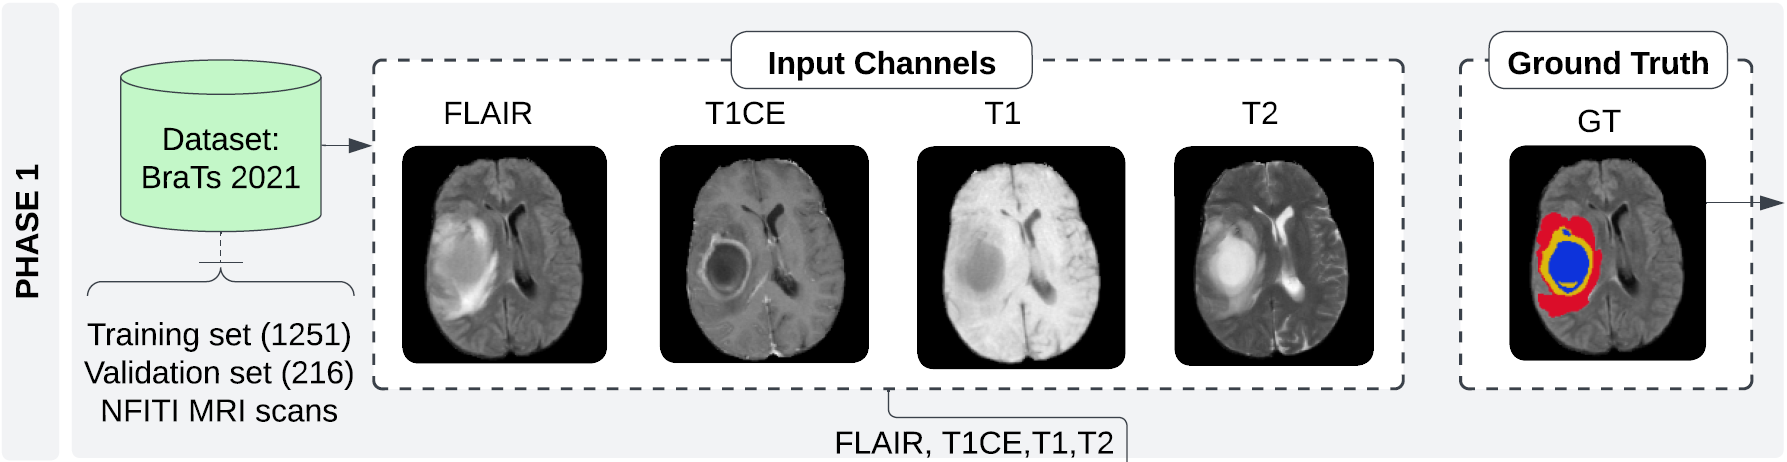 PHASE 1
Dataset:
BraTs 2021
Training set (1251)
Validation set (216)
NFITI MRI scans
Input Channels
FLAIR
T1CE
T1
T2
FLAIR, T1CE,T1,T2
Ground Truth
GT